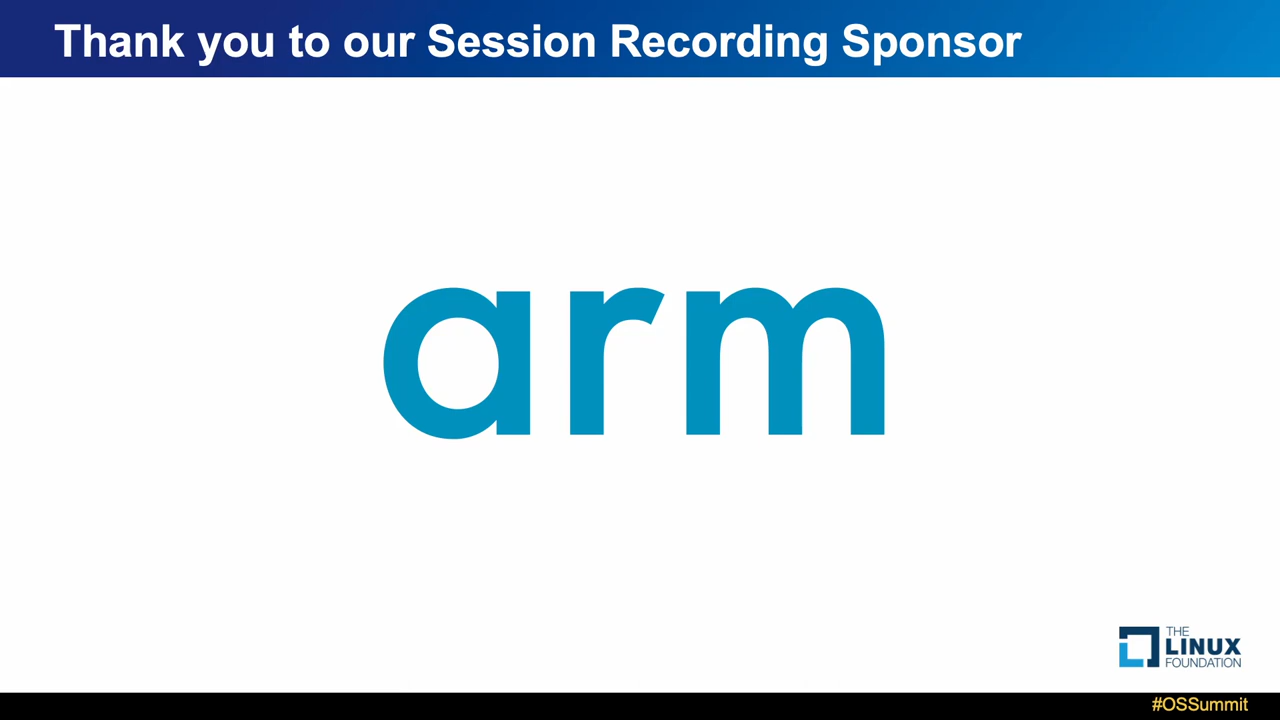 Thank you to our Session Recording Sponsor
arm
THE
LINUX
FOUNDATION
#OSSummit